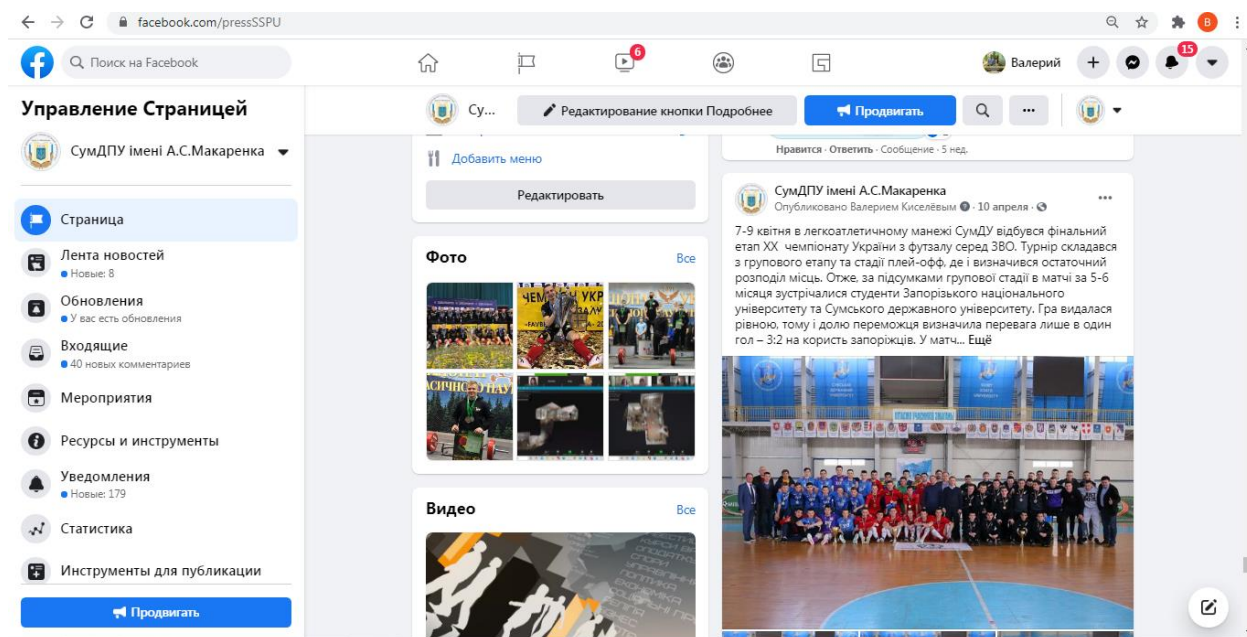 facebook.com/pressSSPU
В
Поиск на Facebook
6
Валерий
15
Управление Страницей
СумДПУ імені А.С.Макаренка
Страница
Лента новостей
Новые: 8
Обновления
У вас есть обновления
Входящие
40 новых комментариев
Мероприятия
Ресурсы и инструменты
Уведомления
Новые: 179
Статистика
Инструменты для публикации
Продвигать
Су...
Редактирование кнопки Подробнее
Продвигать
Добавить меню
Редактировать
Фото
Все
Видео
Все
Нравится · Ответить · Сообщение · 5 нед.
СумДПУ імені А.С.Макаренка
Опубликовано Валерием Киселёвым · 10 апреля ·
7-9 квітня в легкоатлетичному манежі СумДУ відбувся фінальний
етап XX чемпіонату України з футзалу серед ЗВО. Турнір складався
з групового етапу та стадії плей-офф, де і визначився остаточний
розподіл місць. Отже, за підсумками групової стадії в матчі за 5-6
місяця зустрічалися студенти Запорізького національного
університету та Сумського державного університету. Гра видалася
рівною, тому і долю переможця визначила перевага лише в один
гол – 3:2 на користь запоріжців. У матч... Ещё